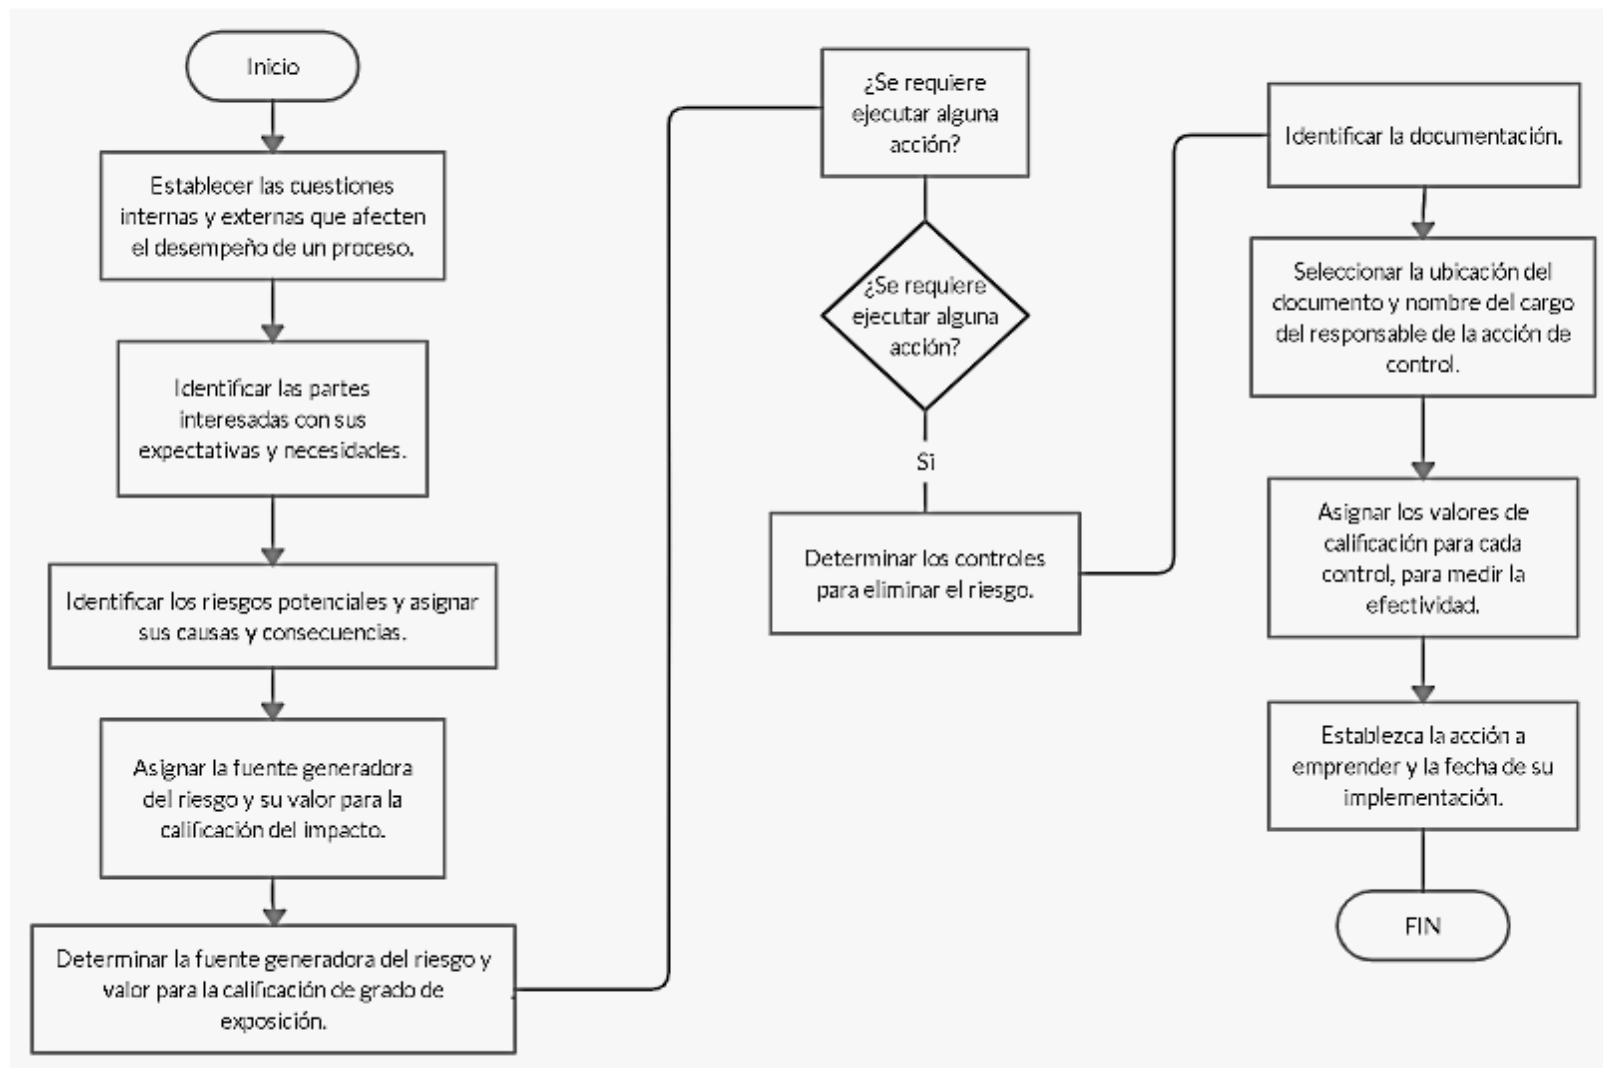 Inicio
Establecer las cuestiones
internas y externas que afecten
el desempeño de un proceso.
Identificar las partes
interesadas con sus
expectativas y necesidades.
Identificar los riesgos potenciales y asignar
sus causas y consecuencias.
Asignar la fuente generadora
del riesgo y su valor para la
calificación del impacto.
Determinar la fuente generadora del riesgo y
valor para la calificación de grado de
exposición.
¿Se requiere
ejecutar alguna
acción?
¿Se requiere
ejecutar alguna
acción?
Si
Determinar los controles
para eliminar el riesgo.
Identificar la documentación.
Seleccionar la ubicación del
documento y nombre del cargo
del responsable de la acción de
control.
Asignar los valores de
calificación para cada
control, para medir la
efectividad.
Establezca la acción a
emprender y la fecha de su
implementación.
FIN